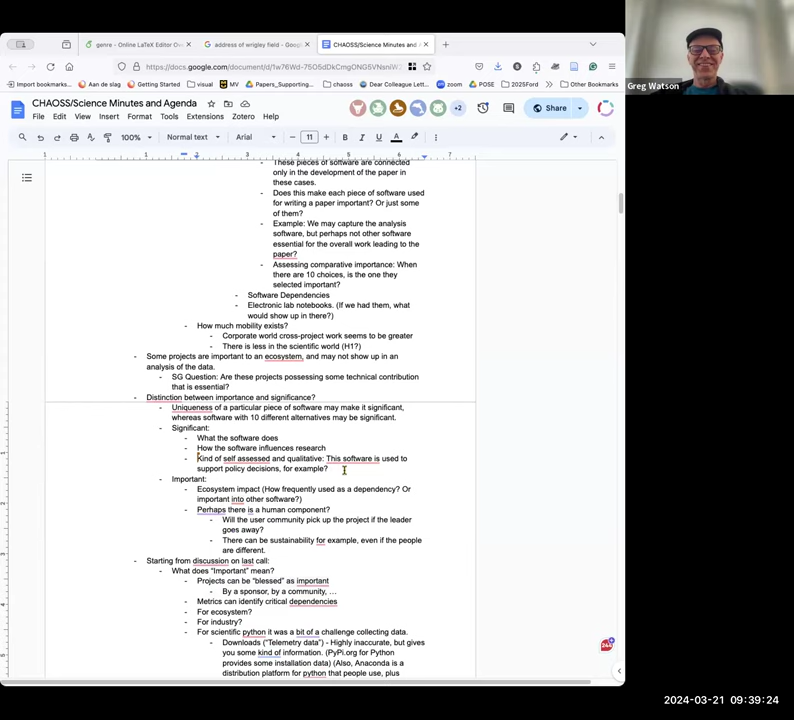 genre - Online LaTeX Editor Ov
address of wrigley field - Goog
CHAOSS/Science Minutes and A
Import bookmarks...
Aan de slag
Getting Started
visual
MV
Papers_Supporting...
chaoss
Dear Colleague Lett...
zoom
POSE
2025Ford
Other Bookmarks
CHAOSS/Science Minutes and Agenda
+2
Share
File Edit View Insert Format Tools Extensions Zotero Help
100% Normal text Arial 11 B I U A
1 1 2 3 4 5 6 7
These pieces of software are connected
only in the development of the paper in
these cases.
- Does this make each piece of software used
for writing a paper important? Or just some
of them?
- Example: We may capture the analysis
software, but perhaps not other software
essential for the overall work leading to the
paper?
- Assessing comparative importance: When
there are 10 choices, is the one they
selected important?
- Software Dependencies
- Electronic lab notebooks. (If we had them, what
would show up in there?)
- How much mobility exists?
- Corporate world cross-project work seems to be greater
- There is less in the scientific world (H1?)
- Some projects are important to an ecosystem, and may not show up in an
analysis of the data.
- SG Question: Are these projects possessing some technical contribution
that is essential?
- Distinction between importance and significance?
- Uniqueness of a particular piece of software may make it significant,
whereas software with 10 different alternatives may be significant.
- Significant:
- What the software does
- How the software influences research
- Kind of self assessed and qualitative: This software is used to
support policy decisions, for example?
- Important:
- Ecosystem impact (How frequently used as a dependency? Or
important into other software?)
- Perhaps there is a human component?
- Will the user community pick up the project if the leader
goes away?
- There can be sustainability for example, even if the people
are different.
- Starting from discussion on last call:
- What does "Important" mean?
- Projects can be "blessed" as important
- By a sponsor, by a community, …
- Metrics can identify critical dependencies
- For ecosystem?
- For industry?
- For scientific python it was a bit of a challenge collecting data.
- Downloads ("Telemetry data") - Highly inaccurate, but gives
you some kind of information. (PyPi.org for Python
provides some installation data) (Also, Anaconda is a
distribution platform for python that people use, plus
Greg Watson
2024-03-21 09:39:24